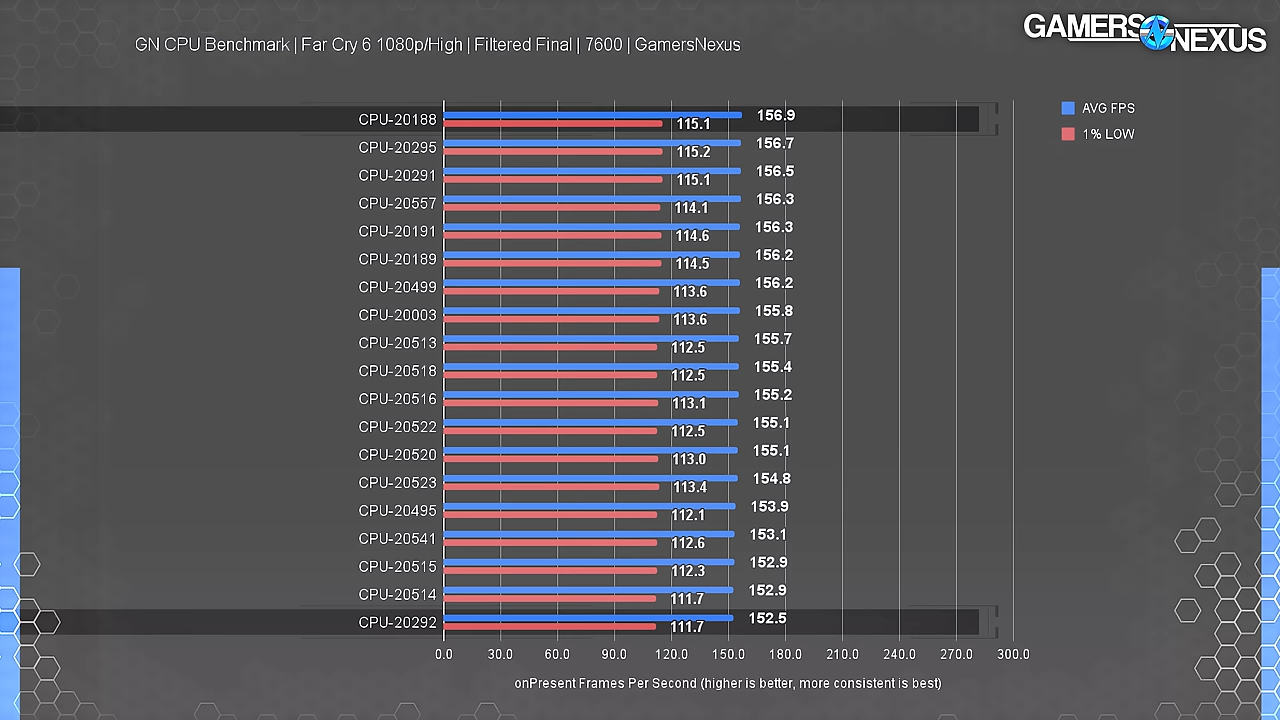 GAMERS NEXUS
GN CPU Benchmark | Far Cry 6 1080p/High | Filtered Final | 7600 | GamersNexus
AVG FPS
1% LOW
CPU-20188 156.9 115.1
CPU-20295 156.7 115.2
CPU-20291 156.5 115.1
CPU-20557 156.3 114.1
CPU-20191 156.3 114.6
CPU-20189 156.2 114.5
CPU-20499 156.2 113.6
CPU-20003 155.8 113.6
CPU-20513 155.7 112.5
CPU-20518 155.4 112.5
CPU-20516 155.2 113.1
CPU-20522 155.1 112.5
CPU-20520 155.1 113.0
CPU-20523 154.8 113.4
CPU-20495 153.9 112.1
CPU-20541 153.1 112.6
CPU-20515 152.9 112.3
CPU-20514 152.9 111.7
CPU-20292 152.5 111.7
0.0 30.0 60.0 90.0 120.0 150.0 180.0 210.0 240.0 270.0 300.0
onPresent Frames Per Second (higher is better, more consistent is best)